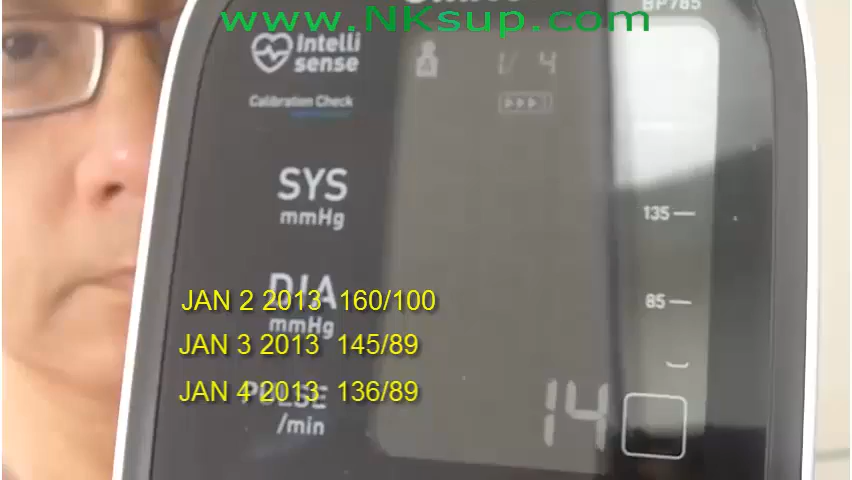 www.NKsup.com
BP785
Intelli
sense
Calibration Check
1/ 4
SYS
mmHg
135
DIA
mmHg
85
JAN 2 2013 160/100
JAN 3 2013 145/89
JAN 4 2013 136/89
PULSE
/min
14